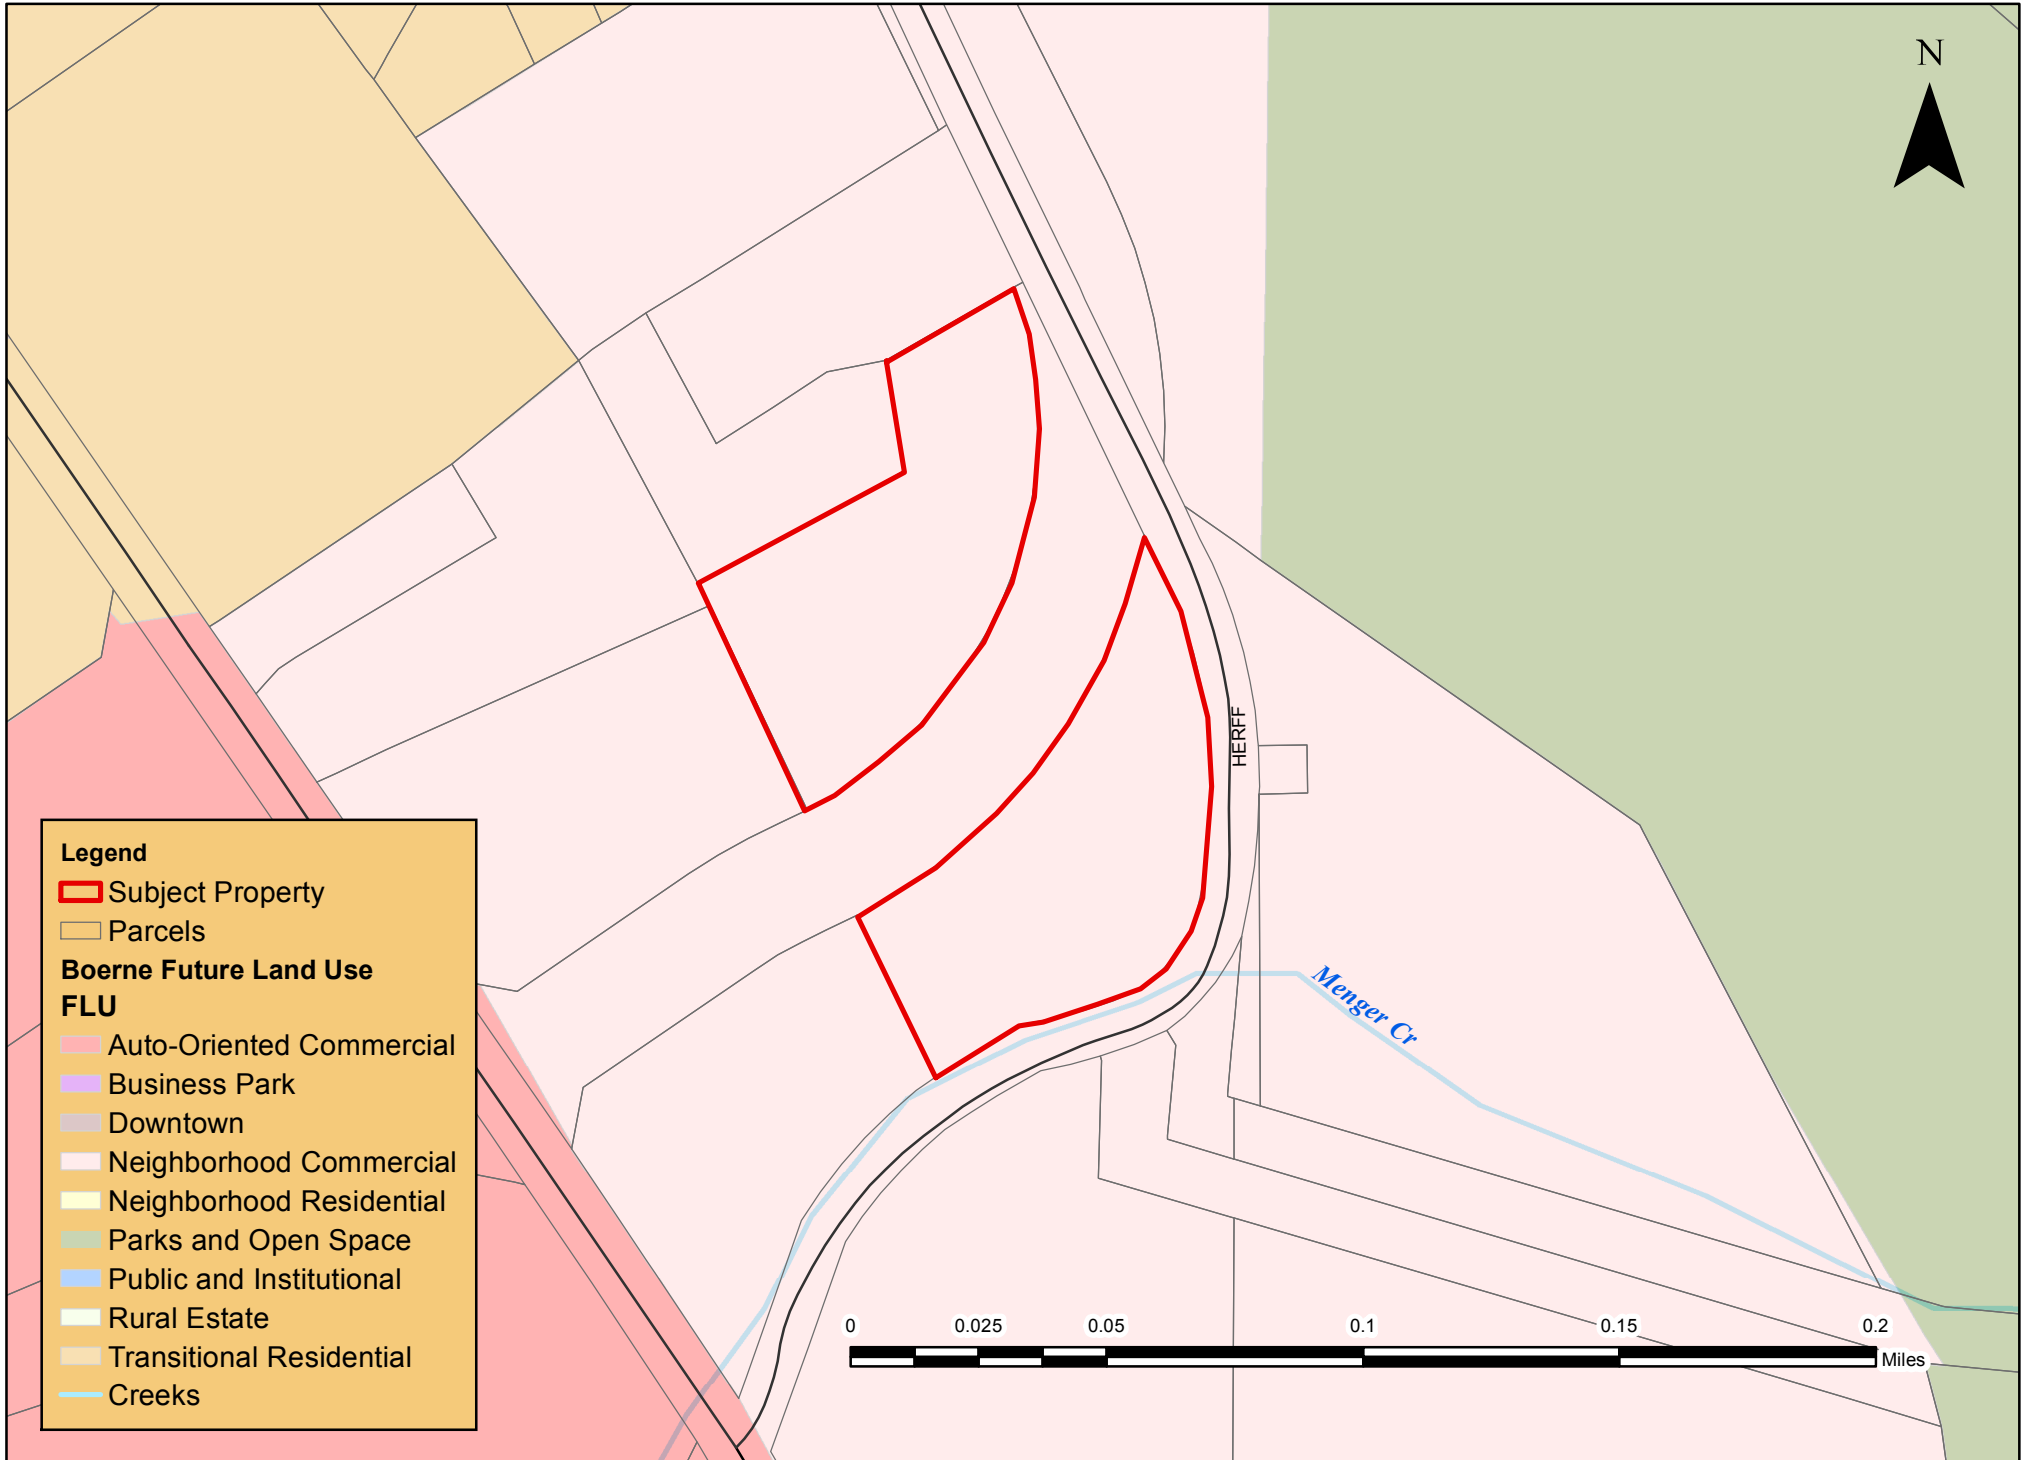 N
HERFF
Menger Cr
Legend
Subject Property
Parcels
Boerne Future Land Use
FLU
Auto-Oriented Commercial
Business Park
Downtown
Neighborhood Commercial
Neighborhood Residential
Parks and Open Space
Public and Institutional
Rural Estate
Transitional Residential
Creeks
0 0.025 0.05 0.1 0.15 0.2
Miles